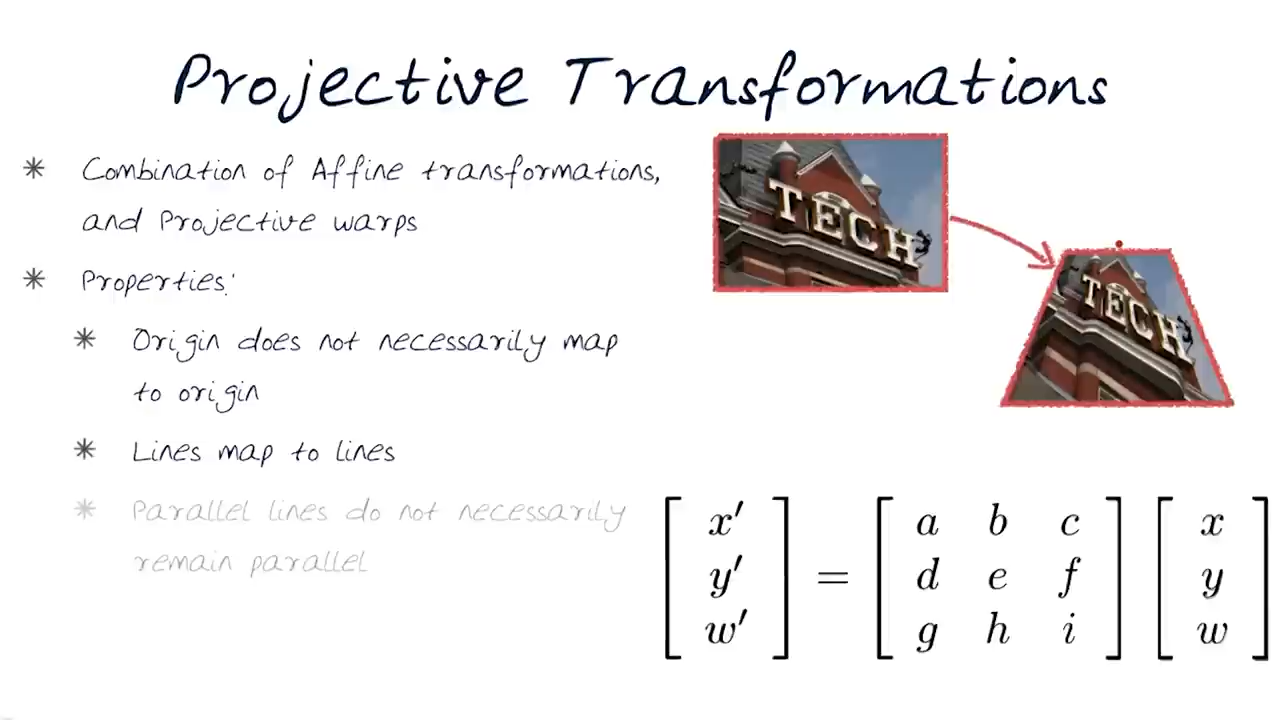 Projective Transformations
* Combination of Affine transformations,
and Projective warps
* Properties:
* Origin does not necessarily map
to origin
* Lines map to lines
* Parallel lines do not necessarily
remain parallel
TECH
TECH
[ x′ ] = [ a b c ] [ x ]
[ y′ ] = [ d e f ] [ y ]
[ w′ ] = [ g h i ] [ w ]